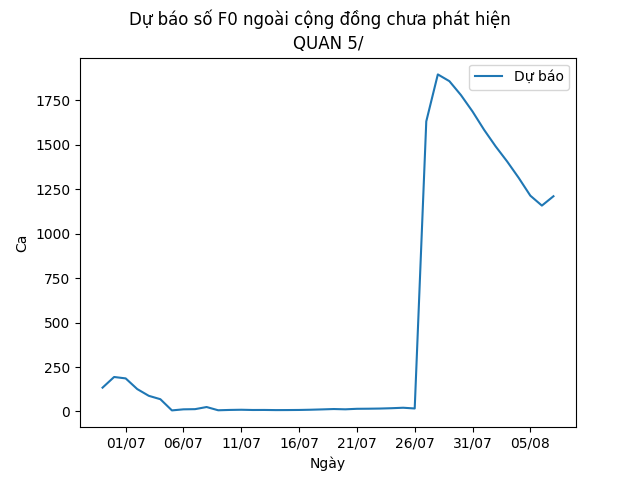 Dự báo số F0 ngoài cộng đồng chưa phát hiện
QUAN 5/
Dự báo
1750
1500
1250
1000
750
500
250
0
Ca
01/07 06/07 11/07 16/07 21/07 26/07 31/07 05/08
Ngày